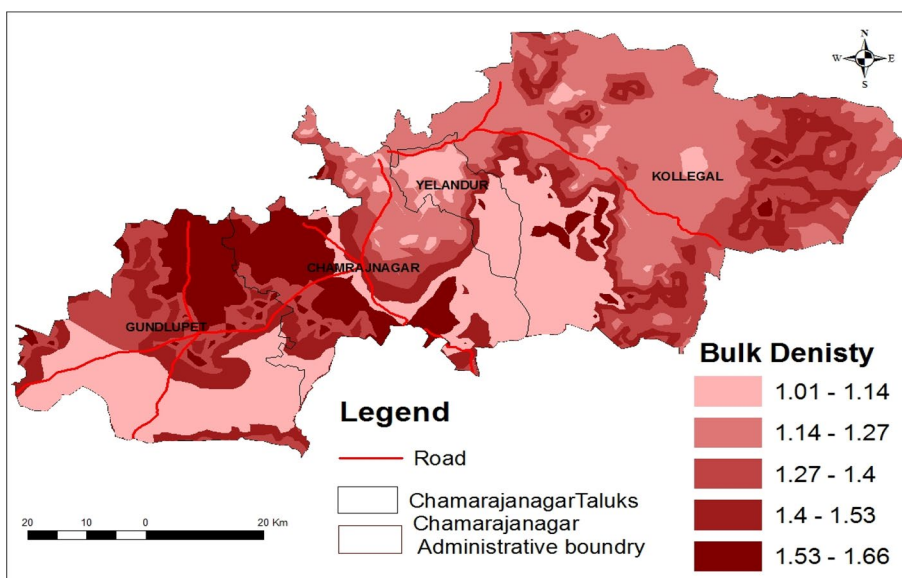 N
W E
S
YELANDUR
KOLLEGAL
CHAMRAJNAGAR
GUNDLUPET
Bulk Denisty
1.01 - 1.14
1.14 - 1.27
1.27 - 1.4
1.4 - 1.53
1.53 - 1.66
Legend
Road
ChamarajanagarTaluks
Chamarajanagar
Administrative boundry
20 10 0 20 Km